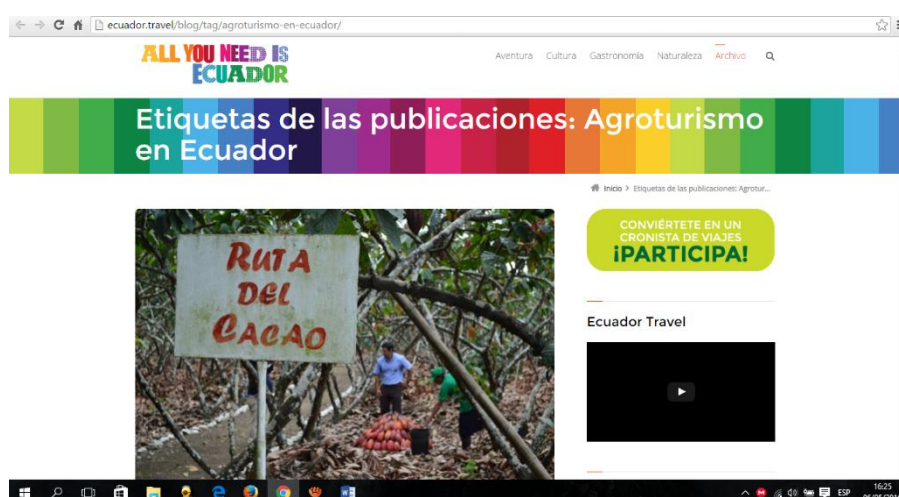 ecuador.travel/blog/tag/agroturismo-en-ecuador/
ALL YOU NEED IS
ECUADOR
Aventura Cultura Gastronomía Naturaleza Archivo
Etiquetas de las publicaciones: Agroturismo
en Ecuador
Inicio > Etiquetas de las publicaciones: Agrotur...
CONVIÉRTETE EN UN
CRONISTA DE VIAJES
¡PARTICIPA!
RUTA
DEL
CACAO
Ecuador Travel
ESP
16:25